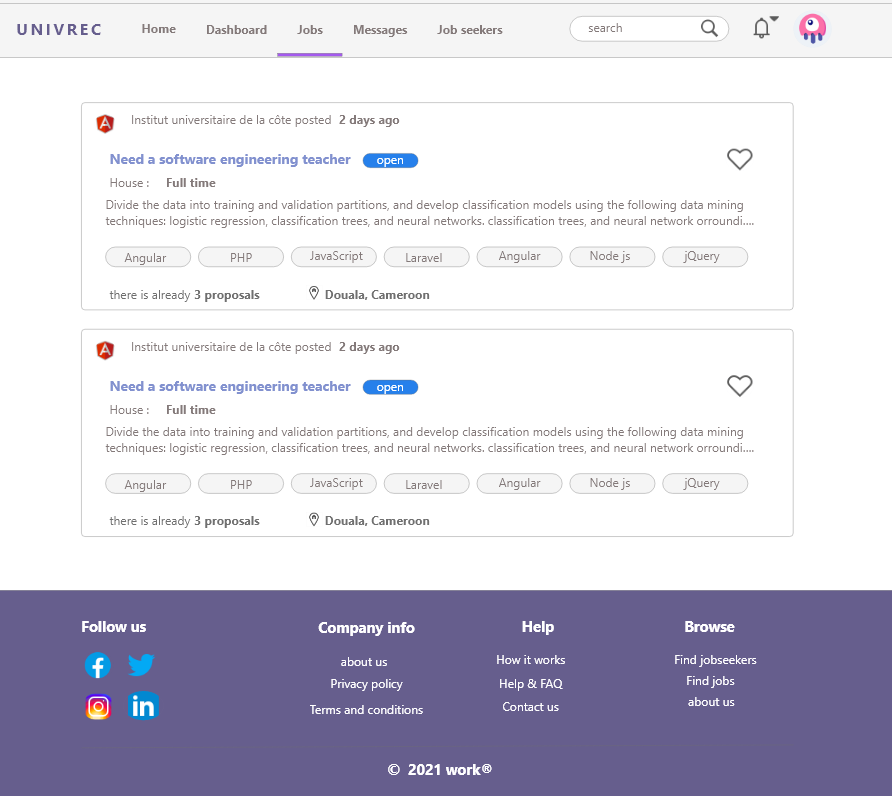 UNIVREC Home Dashboard Jobs Messages Job seekers search
Institut universitaire de la côte posted 2 days ago
Need a software engineering teacher open
House : Full time
Divide the data into training and validation partitions, and develop classification models using the following data mining
techniques: logistic regression, classification trees, and neural networks. classification trees, and neural network orroundi....
Angular PHP JavaScript Laravel Angular Node js jQuery
there is already 3 proposals Douala, Cameroon
Institut universitaire de la côte posted 2 days ago
Need a software engineering teacher open
House : Full time
Divide the data into training and validation partitions, and develop classification models using the following data mining
techniques: logistic regression, classification trees, and neural networks. classification trees, and neural network orroundi....
Angular PHP JavaScript Laravel Angular Node js jQuery
there is already 3 proposals Douala, Cameroon
Follow us
Company info
about us
Privacy policy
Terms and conditions
Help
How it works
Help & FAQ
Contact us
Browse
Find jobseekers
Find jobs
about us
© 2021 work®